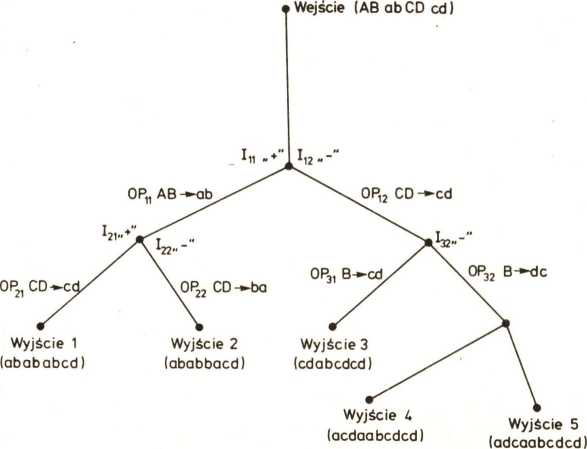 Wejście (AB ab CD cd)
I11 „+” I12 „–”
OP11 AB→ab
OP12 CD→cd
I21„+”
I22„–”
I32„–”
OP21 CD→cd
OP22 CD→ba
OP31 B→cd
OP32 B→dc
Wyjście 1
(abababcd)
Wyjście 2
(ababbacd)
Wyjście 3
(cdabcdcd)
Wyjście 4
(acdaabcdcd)
Wyjście 5
(adcaabcdcd)